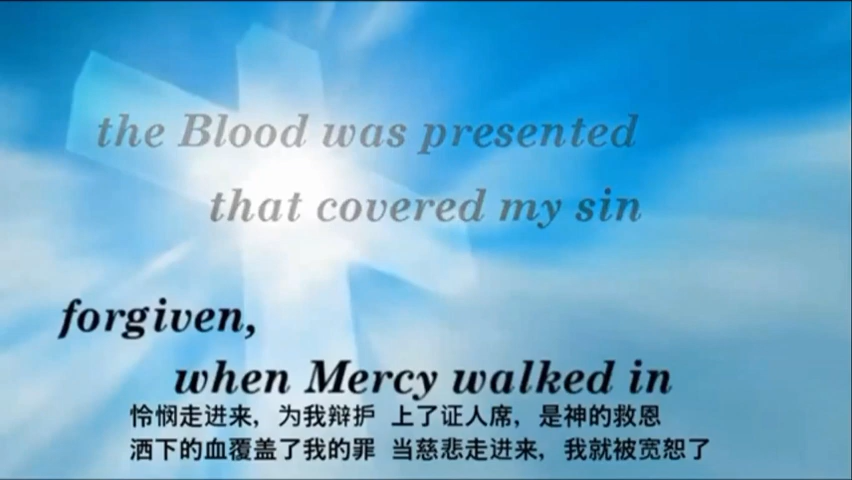 the Blood was presented
that covered my sin
forgiven,
when Mercy walked in
怜悯走进来，为我辩护 上了证人席，是神的救恩
洒下的血覆盖了我的罪 当慈悲走进来，我就被宽恕了